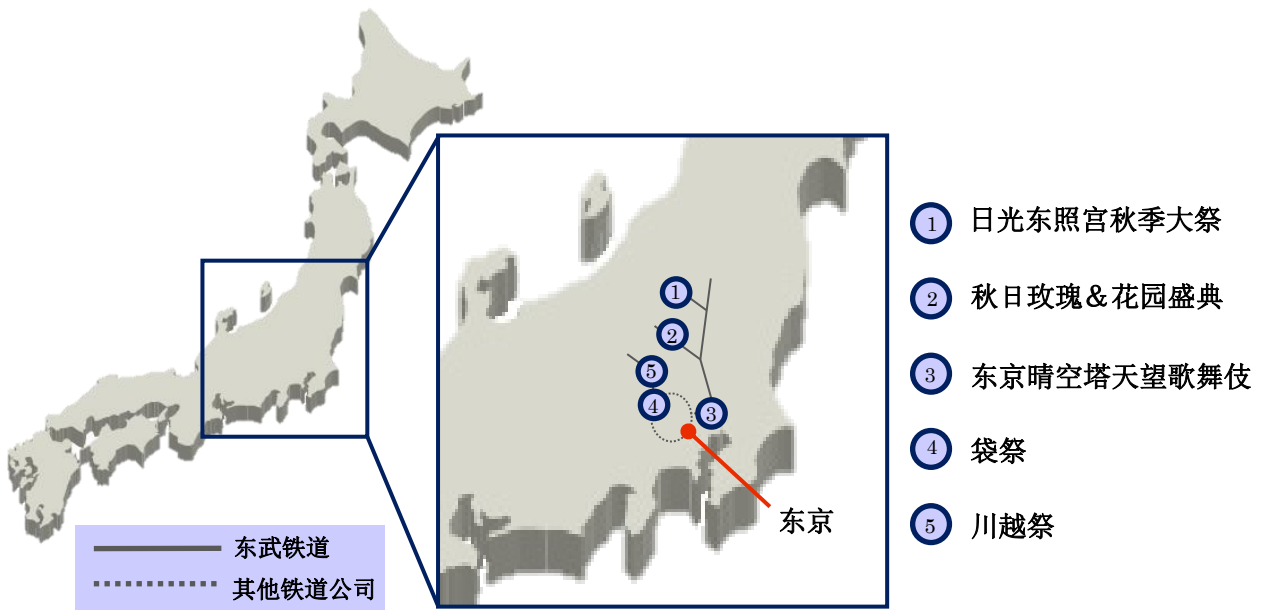 1
2
5
4
3
东京
1 日光东照宫秋季大祭
2 秋日玫瑰&花园盛典
3 东京晴空塔天望歌舞伎
4 袋祭
5 川越祭
东武铁道
其他铁道公司